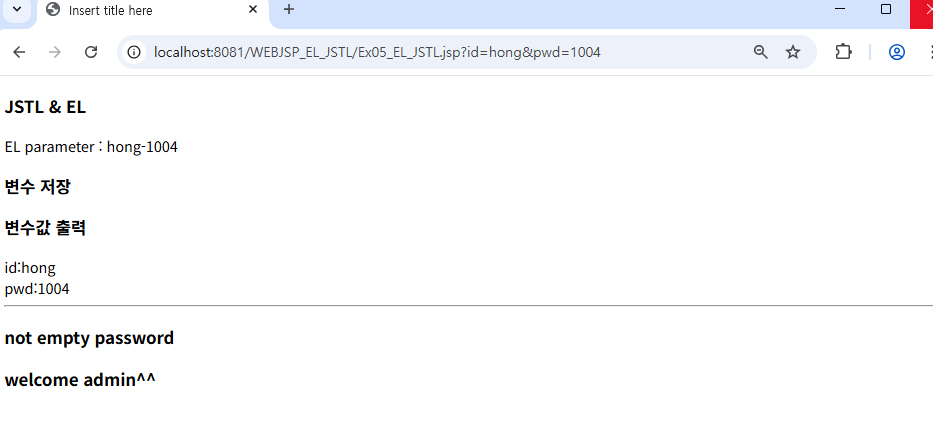 Insert title here
localhost:8081/WEBJSP_EL_JSTL/Ex05_EL_JSTL.jsp?id=hong&pwd=1004
JSTL & EL
EL parameter : hong-1004
변수 저장
변수값 출력
id:hong
pwd:1004
not empty password
welcome admin^^